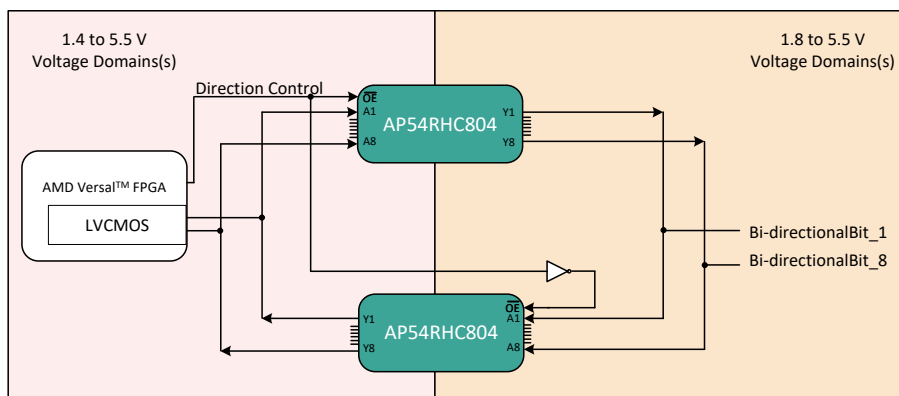 1.4 to 5.5 V
Voltage Domains(s)
1.8 to 5.5 V
Voltage Domains(s)
Direction Control
OE
A1
A8
AP54RHC804
Y1
Y8
AMD Versal™ FPGA
LVCMOS
Bi-directionalBit_1
Bi-directionalBit_8
Y1
Y8
AP54RHC804
OE
A1
A8